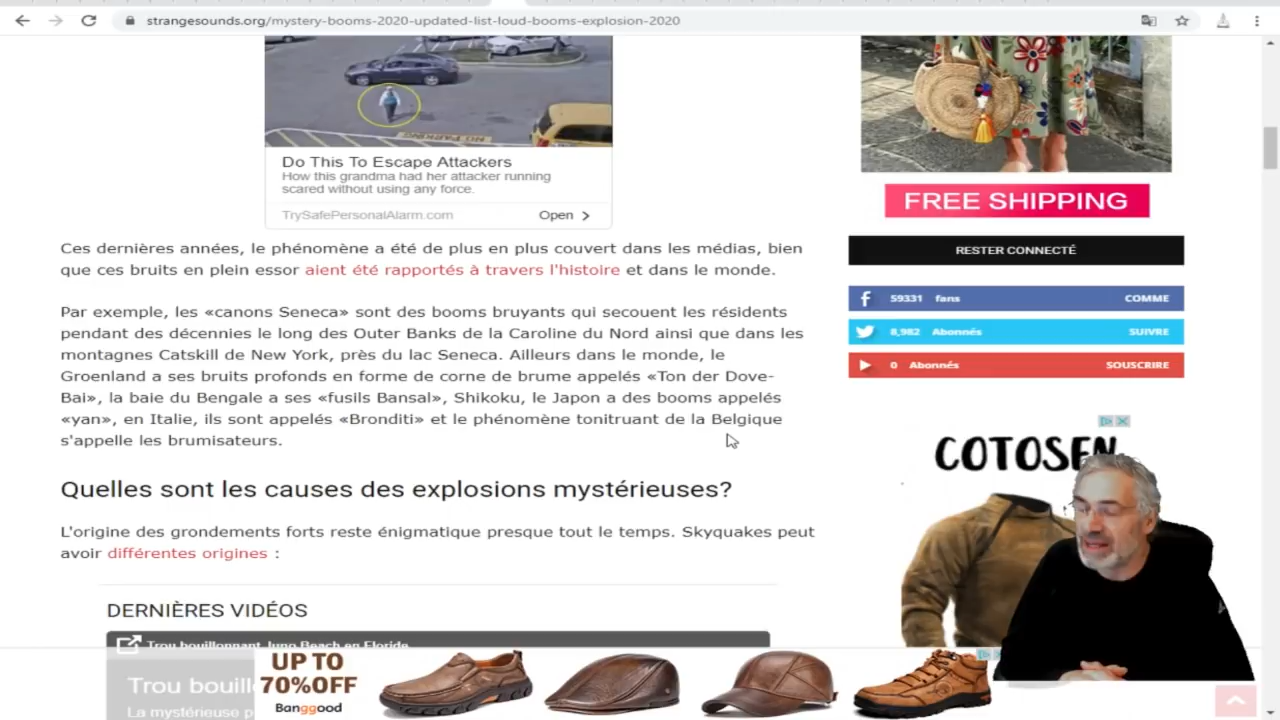 strangesounds.org/mystery-booms-2020-updated-list-loud-booms-explosion-2020
NO PARKING
Do This To Escape Attackers
How this grandma had her attacker running
scared without using any force.
TrySafePersonalAlarm.com
Open
Ces dernières années, le phénomène a été de plus en plus couvert dans les médias, bien
que ces bruits en plein essor aient été rapportés à travers l'histoire et dans le monde.
Par exemple, les «canons Seneca» sont des booms bruyants qui secouent les résidents
pendant des décennies le long des Outer Banks de la Caroline du Nord ainsi que dans les
montagnes Catskill de New York, près du lac Seneca. Ailleurs dans le monde, le
Groenland a ses bruits profonds en forme de corne de brume appelés «Ton der Dove-
Bai», la baie du Bengale a ses «fusils Bansal», Shikoku, le Japon a des booms appelés
«yan», en Italie, ils sont appelés «Bronditi» et le phénomène tonitruant de la Belgique
s'appelle les brumisateurs.
Quelles sont les causes des explosions mystérieuses?
L'origine des grondements forts reste énigmatique presque tout le temps. Skyquakes peut
avoir différentes origines :
DERNIÈRES VIDÉOS
Trou bouillonnant Juno Beach en Floride
Trou bouill
La mystérieuse p
FREE SHIPPING
RESTER CONNECTÉ
59331 fans COMME
8,982 Abonnés SUIVRE
0 Abonnés SOUSCRIRE
COTOSEN
UP TO
70%OFF
Banggood